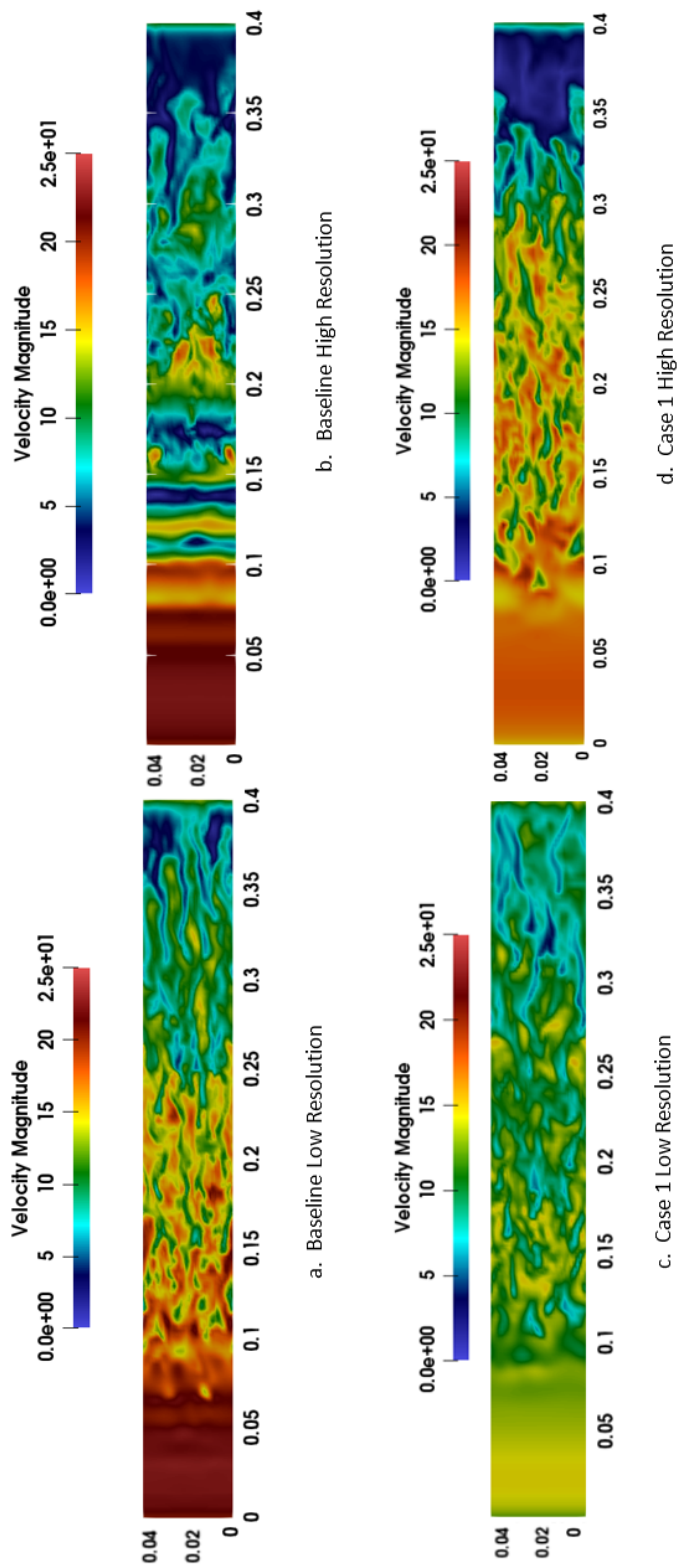 Velocity Magnitude
0.0e+00 5 10 15 20 2.5e+01
0.04
0.02
0
0 0.05 0.1 0.15 0.2 0.25 0.3 0.35 0.4
a. Baseline Low Resolution
Velocity Magnitude
0.0e+00 5 10 15 20 2.5e+01
0.04
0.02
0
0.05 0.1 0.15 0.2 0.25 0.3 0.35 0.4
b. Baseline High Resolution
Velocity Magnitude
0.0e+00 5 10 15 20 2.5e+01
0.04
0.02
0
0.05 0.1 0.15 0.2 0.25 0.3 0.35 0.4
c. Case 1 Low Resolution
Velocity Magnitude
0.0e+00 5 10 15 20 2.5e+01
0.04
0.02
0
0 0.05 0.1 0.15 0.2 0.25 0.3 0.35 0.4
d. Case 1 High Resolution